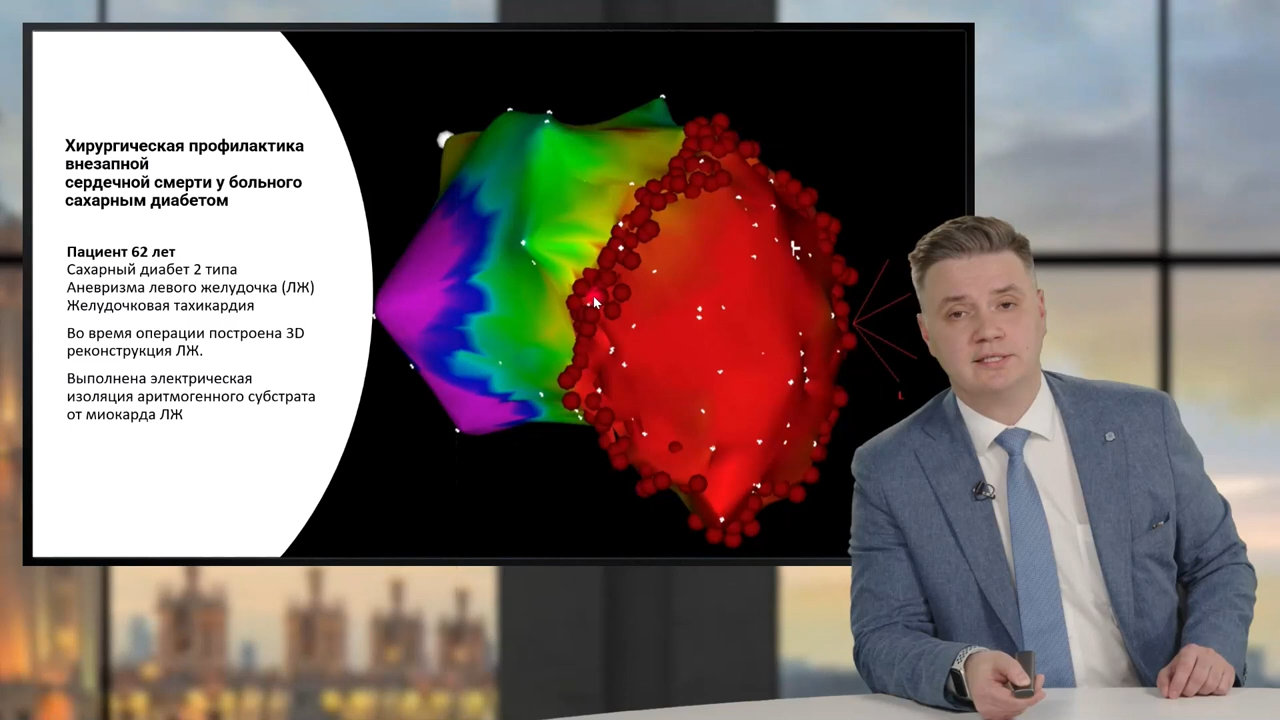 Хирургическая профилактика
внезапной
сердечной смерти у больного
сахарным диабетом
Пациент 62 лет
Сахарный диабет 2 типа
Аневризма левого желудочка (ЛЖ)
Желудочковая тахикардия
Во время операции построена 3D
реконструкция ЛЖ.
Выполнена электрическая
изоляция аритмогенного субстрата
от миокарда ЛЖ
L